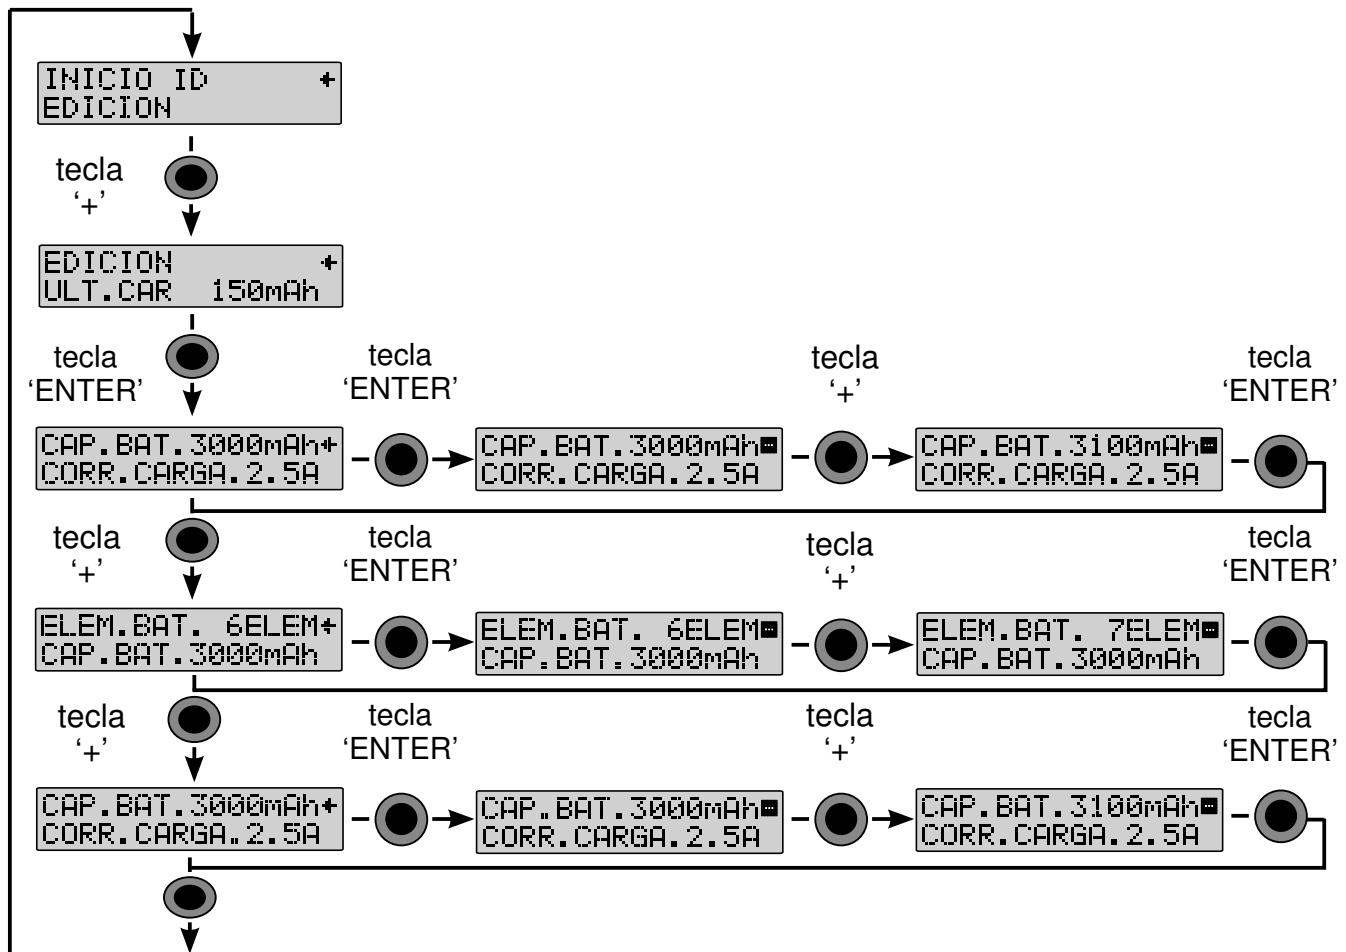 INICIO ID
EDICION
tecla
‘+’
EDICION
ULT.CAR 150mAh
tecla
‘ENTER’
tecla
‘ENTER’
tecla
‘+’
tecla
‘ENTER’
CAP.BAT.3000mAh
CORR.CARGA.2.5A
CAP.BAT.3000mAh
CORR.CARGA.2.5A
CAP.BAT.3100mAh
CORR.CARGA.2.5A
tecla
‘+’
tecla
‘ENTER’
tecla
‘+’
tecla
‘ENTER’
ELEM.BAT. 6ELEM
CAP.BAT.3000mAh
ELEM.BAT. 6ELEM
CAP.BAT.3000mAh
ELEM.BAT. 7ELEM
CAP.BAT.3000mAh
tecla
‘+’
tecla
‘ENTER’
tecla
‘+’
tecla
‘ENTER’
CAP.BAT.3000mAh
CORR.CARGA.2.5A
CAP.BAT.3000mAh
CORR.CARGA.2.5A
CAP.BAT.3100mAh
CORR.CARGA.2.5A